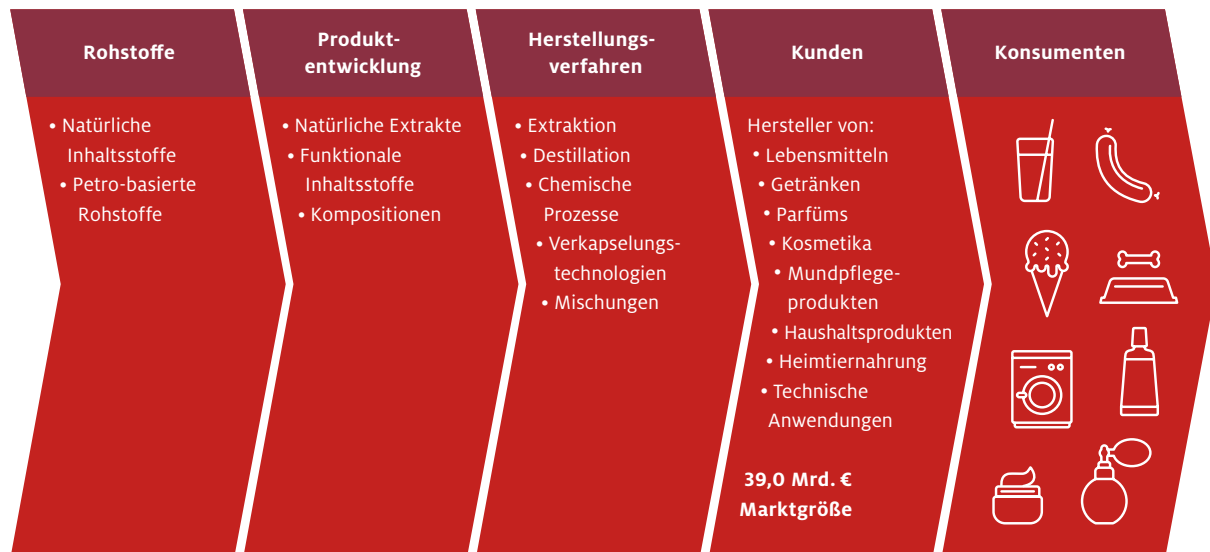 Rohstoffe
• Natürliche
Inhaltsstoffe
• Petro-basierte
Rohstoffe
Produkt-
entwicklung
• Natürliche Extrakte
• Funktionale
Inhaltsstoffe
• Kompositionen
Herstellungs-
verfahren
• Extraktion
• Destillation
• Chemische
Prozesse
• Verkapselungs-
technologien
• Mischungen
Kunden
Hersteller von:
• Lebensmitteln
• Getränken
• Parfüms
• Kosmetika
• Mundpflege-
produkten
• Haushaltsprodukten
• Heimtiernahrung
• Technische
Anwendungen
39,0 Mrd. €
Marktgröße
Konsumenten